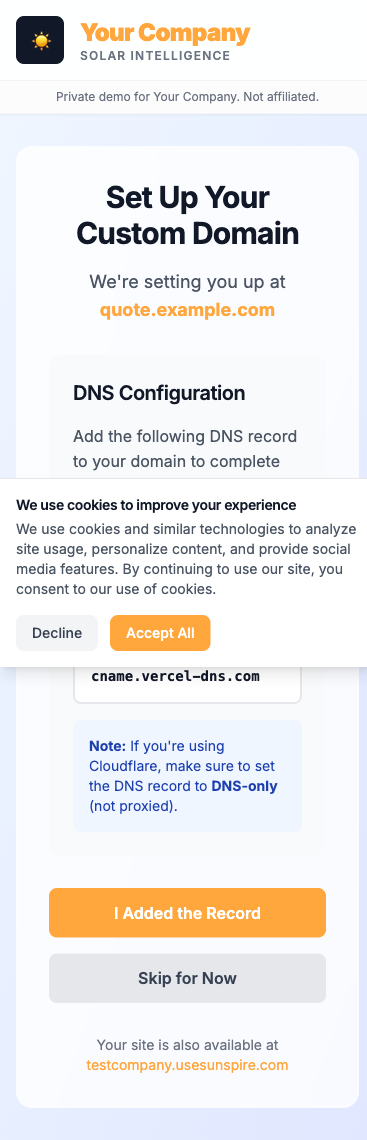 Your Company
SOLAR INTELLIGENCE
Private demo for Your Company. Not affiliated.
Set Up Your
Custom Domain
We're setting you up at
quote.example.com
DNS Configuration
Add the following DNS record
to your domain to complete
We use cookies to improve your experience
We use cookies and similar technologies to analyze
site usage, personalize content, and provide social
media features. By continuing to use our site, you
consent to our use of cookies.
Decline
Accept All
cname.vercel-dns.com
Note: If you're using
Cloudflare, make sure to set
the DNS record to DNS-only
(not proxied).
I Added the Record
Skip for Now
Your site is also available at
testcompany.usesunspire.com